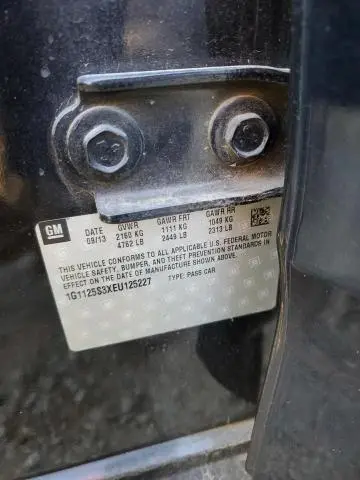 GM
DATE GVWR GAWR FRT GAWR RR
09/13 2160 KG 1111 KG 1049 KG
4762 LB 2449 LB 2313 LB
THIS VEHICLE CONFORMS TO ALL APPLICABLE U.S. FEDERAL MOTOR
VEHICLE SAFETY, BUMPER, AND THEFT PREVENTION STANDARDS IN
EFFECT ON THE DATE OF MANUFACTURE SHOWN ABOVE.
1G1125S3XEU125227 TYPE: PASS CAR